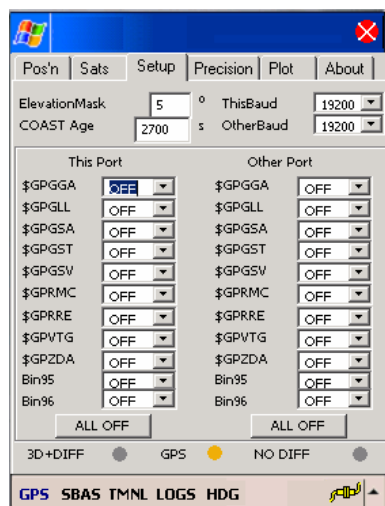 Pos'n Sats Setup Precision Plot About
ElevationMask 5 ° ThisBaud 19200
COAST Age 2700 s OtherBaud 19200
This Port Other Port
$GPGGA OFF $GPGGA OFF
$GPGLL OFF $GPGLL OFF
$GPGSA OFF $GPGSA OFF
$GPGST OFF $GPGST OFF
$GPGSV OFF $GPGSV OFF
$GPRMC OFF $GPRMC OFF
$GPRRE OFF $GPRRE OFF
$GPVTG OFF $GPVTG OFF
$GPZDA OFF $GPZDA OFF
Bin95 OFF Bin95 OFF
Bin96 OFF Bin96 OFF
ALL OFF ALL OFF
3D+DIFF GPS NO DIFF
GPS SBAS TMNL LOGS HDG